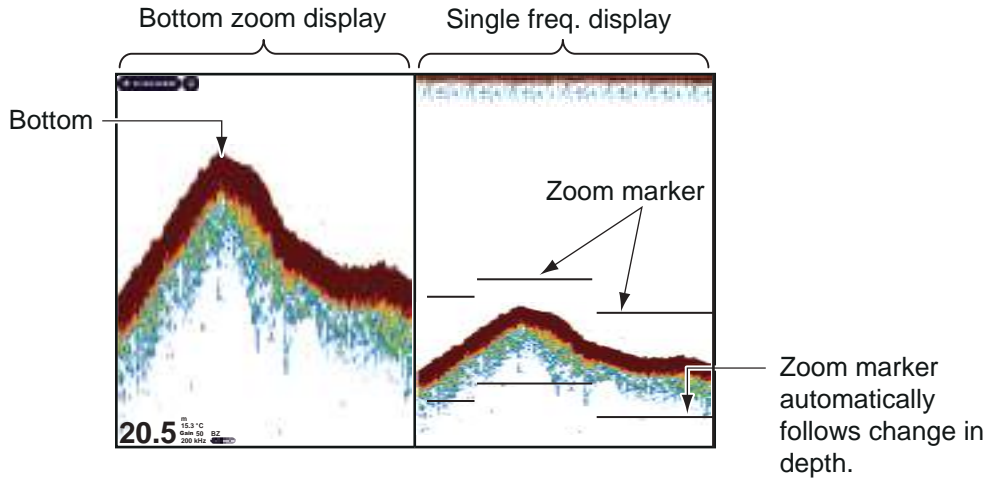 Bottom zoom display
Single freq. display
Bottom
Zoom marker
Zoom marker
automatically
follows change in
depth.
20.5
m
15.3 °C
Gain 50 BZ
200 kHz